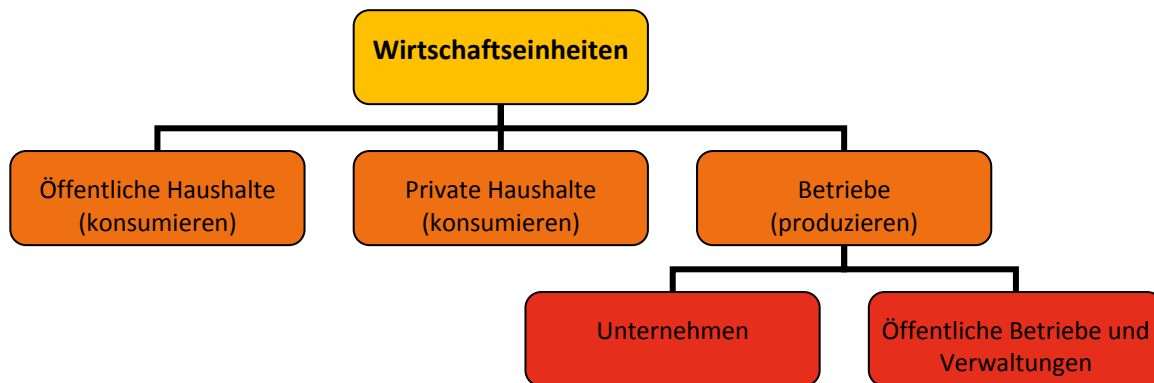 Wirtschaftseinheiten
Öffentliche Haushalte
(konsumieren)
Private Haushalte
(konsumieren)
Betriebe
(produzieren)
Unternehmen
Öffentliche Betriebe und
Verwaltungen